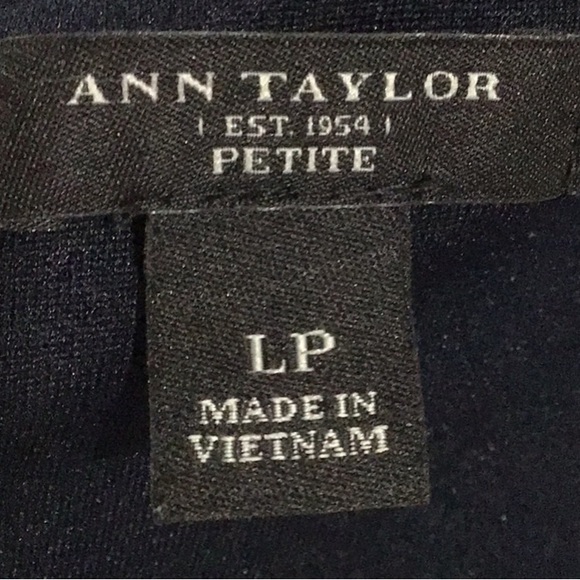 ANN TAYLOR
| EST. 1954 |
PETITE
LP
MADE IN
VIETNAM